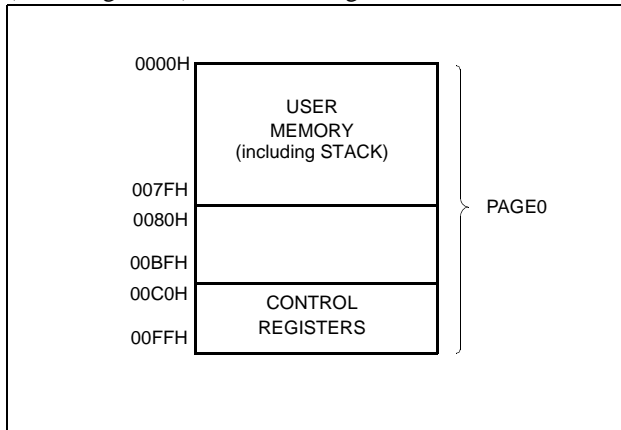 0000H
USER
MEMORY
(including STACK)
007FH
0080H
PAGE0
00BFH
00C0H
CONTROL
REGISTERS
00FFH